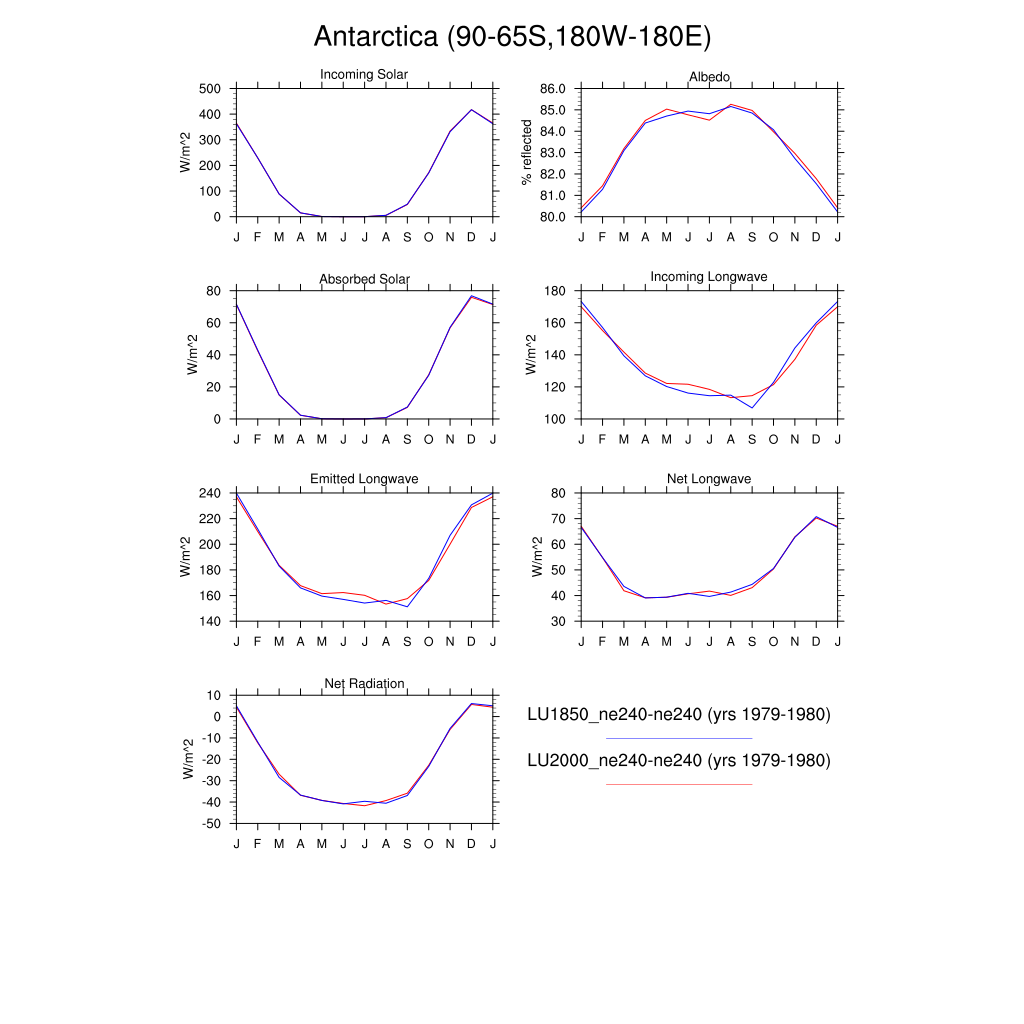 Antarctica (90-65S,180W-180E)
Incoming Solar
W/m^2
500
400
300
200
100
0
J F M A M J J A S O N D J
Albedo
% reflected
86.0
85.0
84.0
83.0
82.0
81.0
80.0
J F M A M J J A S O N D J
Absorbed Solar
W/m^2
80
60
40
20
0
J F M A M J J A S O N D J
Incoming Longwave
W/m^2
180
160
140
120
100
J F M A M J J A S O N D J
Emitted Longwave
W/m^2
240
220
200
180
160
140
J F M A M J J A S O N D J
Net Longwave
W/m^2
80
70
60
50
40
30
J F M A M J J A S O N D J
Net Radiation
W/m^2
10
0
-10
-20
-30
-40
-50
J F M A M J J A S O N D J
LU1850_ne240-ne240 (yrs 1979-1980)
LU2000_ne240-ne240 (yrs 1979-1980)